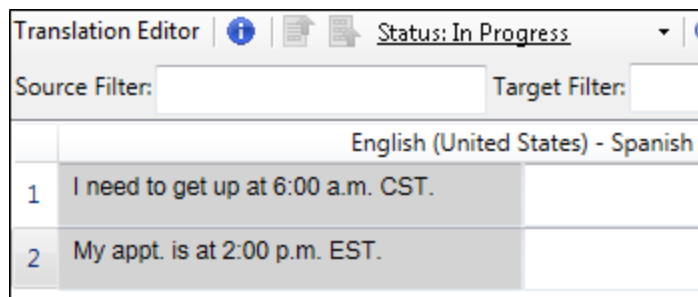 Translation Editor Status: In Progress
Source Filter: Target Filter:
English (United States) - Spanish
1 I need to get up at 6:00 a.m. CST.
2 My appt. is at 2:00 p.m. EST.